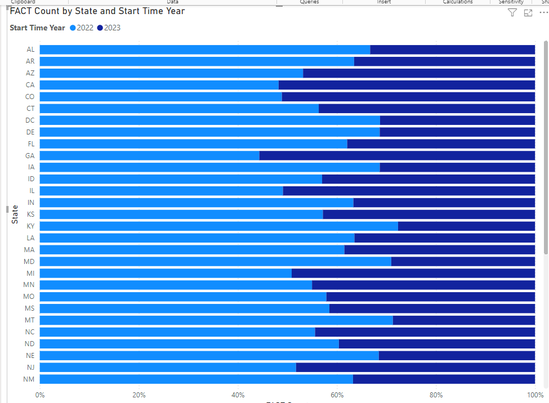 Clipboard Data Queries Insert Calculations Sensitivity
FACT Count by State and Start Time Year
Start Time Year 2022 2023
AL
AR
AZ
CA
CO
CT
DC
DE
FL
GA
IA
ID
IL
IN
KS
KY
LA
MA
MD
MI
MN
MO
MS
MT
NC
ND
NE
NJ
NM
State
0% 20% 40% 60% 80% 100%